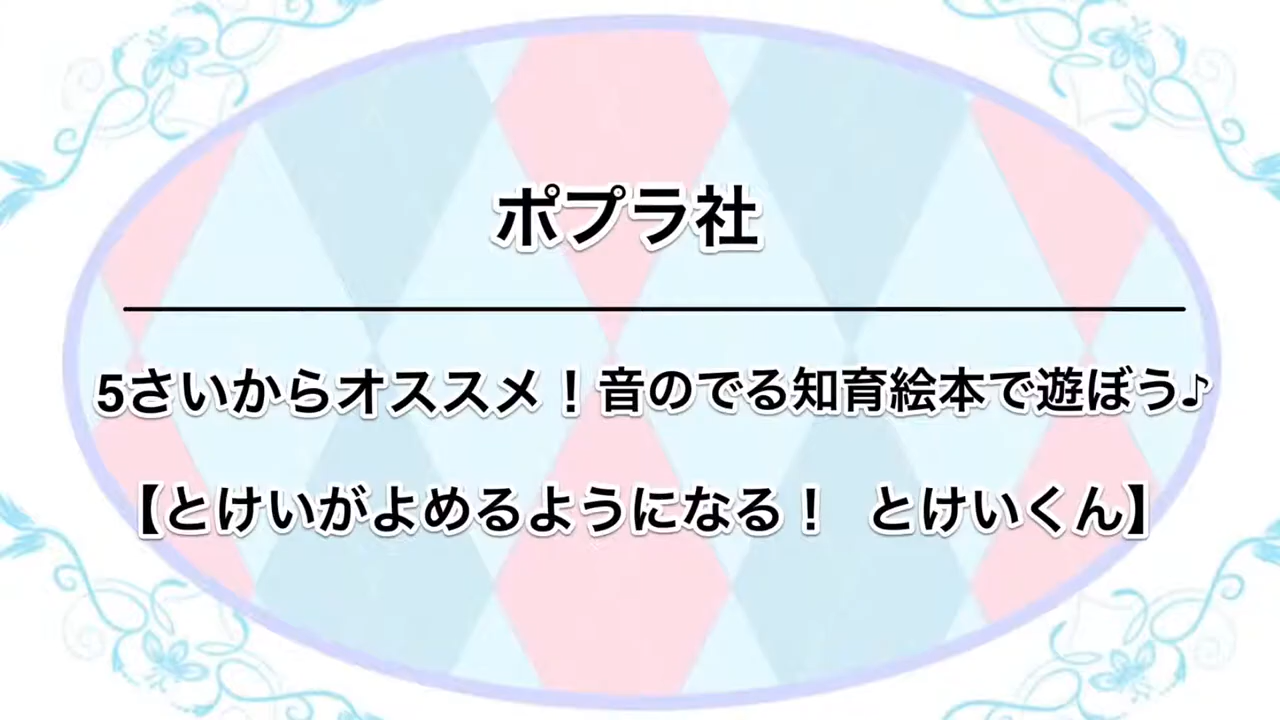 ポプラ社
5さいからオススメ！音のでる知育絵本で遊ぼう♪
【とけいがよめるようになる！　とけいくん】